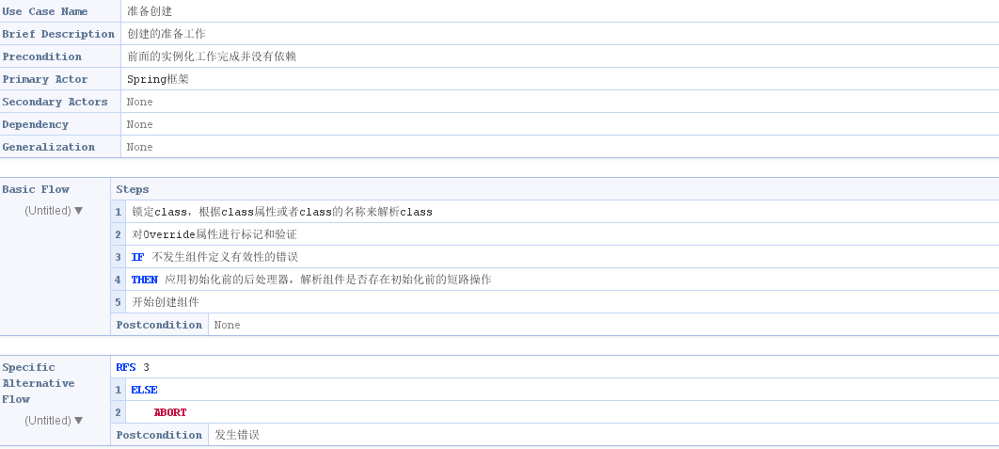 Use Case Name 准备创建
Brief Description 创建的准备工作
Precondition 前面的实例化工作完成并没有依赖
Primary Actor Spring框架
Secondary Actors None
Dependency None
Generalization None
Basic Flow Steps
(Untitled) ▼
1 锁定class，根据class属性或者class的名称来解析class
2 对Override属性进行标记和验证
3 IF 不发生组件定义有效性的错误
4 THEN 应用初始化前的后处理器，解析组件是否存在初始化前的短路操作
5 开始创建组件
Postcondition None
Specific Alternative Flow RFS 3
(Untitled) ▼
1 ELSE
2 ABORT
Postcondition 发生错误